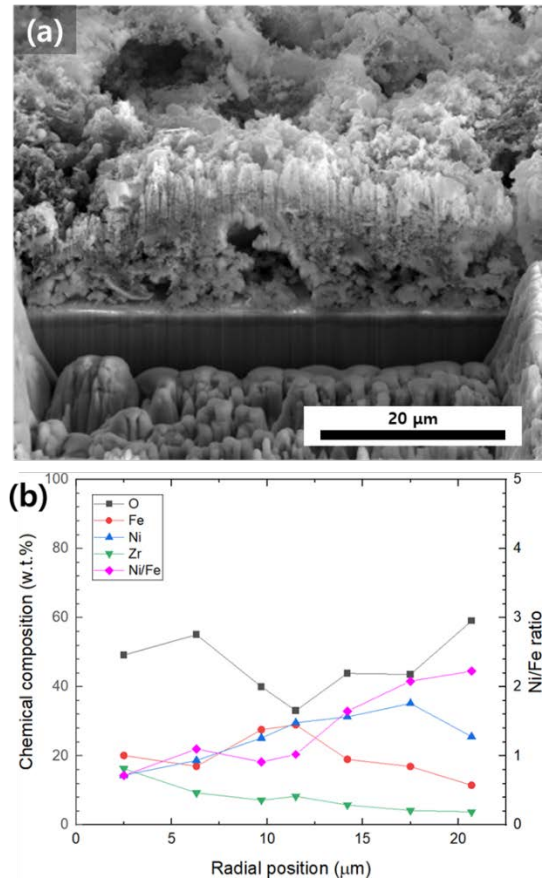 (a)
20 μm
(b)
100
80
60
40
20
0
O
Fe
Ni
Zr
Ni/Fe
5
4
3
2
1
0
0 5 10 15 20
Chemical composition (w.t.%)
Ni/Fe ratio
Radial position (μm)